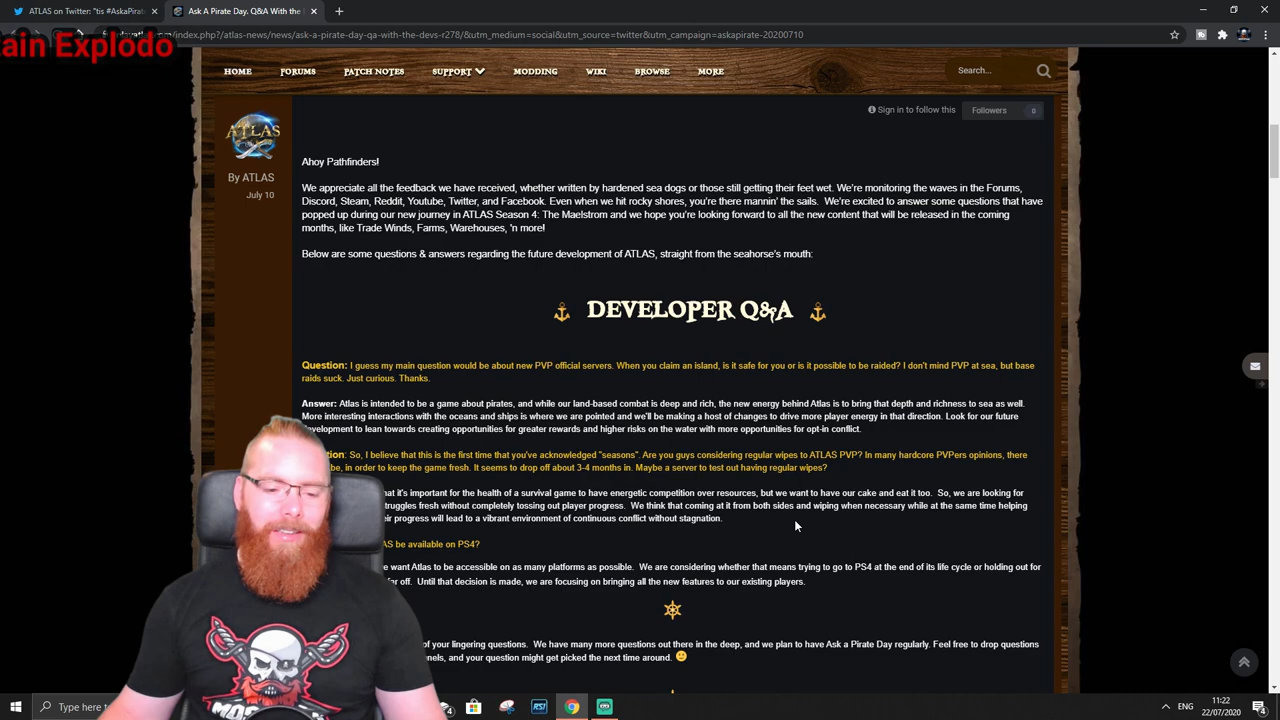 ATLAS on Twitter: "'tis #AskaPirat
Ask A Pirate Day: Q&A With the
playatlas.com/index.php?/atlas-news/news/ask-a-pirate-day-qa-with-the-devs-r278/&utm_medium=social&utm_source=twitter&utm_campaign=askapirate-20200710
ain Explodo
HOME FORUMS PATCH NOTES SUPPORT MODDING WIKI BROWSE MORE Search...
Sign in to follow this Followers 0
ATLAS
By ATLAS
July 10
Ahoy Pathfinders!
We appreciate all the feedback we have received, whether written by hardened sea dogs or those still getting their feet wet. We're monitoring the waves in the Forums,
Discord, Steam, Reddit, Youtube, Twitter, and Facebook. Even when we hit rocky shores, you're there mannin' the sails. We're excited to answer some questions that have
popped up during our new journey in ATLAS Season 4: The Maelstrom and we hope you're looking forward to all the new content that will be released in the coming
months, like Trade Winds, Farms, Warehouses, 'n more!
Below are some questions & answers regarding the future development of ATLAS, straight from the seahorse's mouth:
DEVELOPER Q&A
Question: I guess my main question would be about new PVP official servers. When you claim an island, is it safe for you or is it possible to be raided? I don't mind PVP at sea, but base
raids suck. Just curious. Thanks.
Answer: Atlas is intended to be a game about pirates, and while our land-based combat is deep and rich, the new energy behind Atlas is to bring that depth and richness to sea as well.
More interesting interactions with the oceans and ships is where we are pointed and we'll be making a host of changes to drive more player energy in that direction. Look for our future
development to lean towards creating opportunities for greater rewards and higher risks on the water with more opportunities for opt-in conflict.
tion: So, I believe that this is the first time that you've acknowledged "seasons". Are you guys considering regular wipes to ATLAS PVP? In many hardcore PVPers opinions, there
be, in order to keep the game fresh. It seems to drop off about 3-4 months in. Maybe a server to test out having regular wipes?
hat it's important for the health of a survival game to have energetic competition over resources, but we want to have our cake and eat it too. So, we are looking for
truggles fresh without completely tossing out player progress. We think that coming at it from both sides and wiping when necessary while at the same time helping
eir progress will lead to a vibrant environment of continuous conflict without stagnation.
AS be available on PS4?
e want Atlas to be accessible on as many platforms as possible. We are considering whether that means trying to go to PS4 at the end of its life cycle or holding out for
far off. Until that decision is made, we are focusing on bringing all the new features to our existing players.
of your lingering questions. We have many more questions out there in the deep, and we plan to have Ask a Pirate Day regularly. Feel free to drop questions
nels, and your question might get picked the next time around.
Type here to
RSI
ENG
11:22
22/07/2020